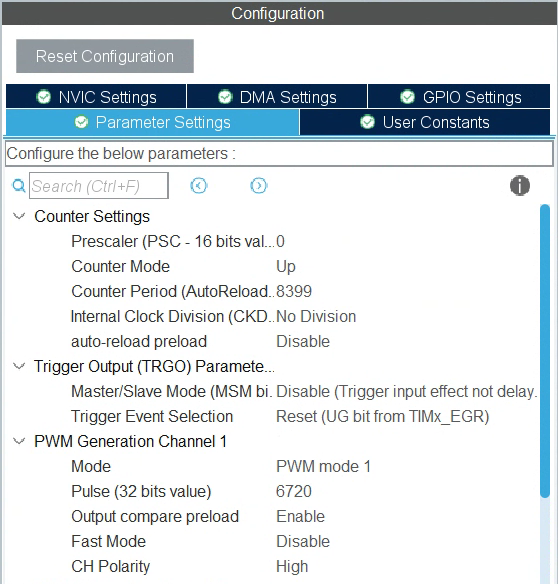 Configuration
Reset Configuration
NVIC Settings DMA Settings GPIO Settings
Parameter Settings User Constants
Configure the below parameters :
Search (Ctrl+F)
Counter Settings
Prescaler (PSC - 16 bits val... 0
Counter Mode Up
Counter Period (AutoReload... 8399
Internal Clock Division (CKD... No Division
auto-reload preload Disable
Trigger Output (TRGO) Paramete...
Master/Slave Mode (MSM bi... Disable (Trigger input effect not delay...
Trigger Event Selection Reset (UG bit from TIMx_EGR)
PWM Generation Channel 1
Mode PWM mode 1
Pulse (32 bits value) 6720
Output compare preload Enable
Fast Mode Disable
CH Polarity High